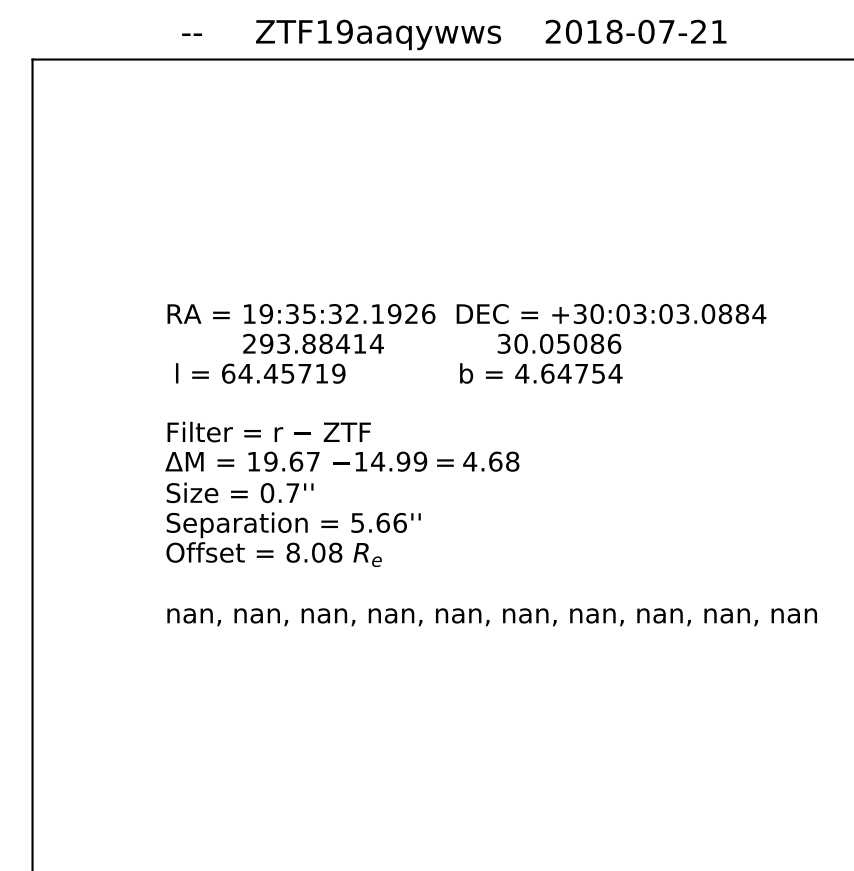 -- ZTF19aaqywws 2018-07-21
RA = 19:35:32.1926 DEC = +30:03:03.0884
293.88414 30.05086
l = 64.45719 b = 4.64754
Filter = r − ZTF
ΔM = 19.67 −14.99 = 4.68
Size = 0.7''
Separation = 5.66''
Offset = 8.08 Re
nan, nan, nan, nan, nan, nan, nan, nan, nan, nan